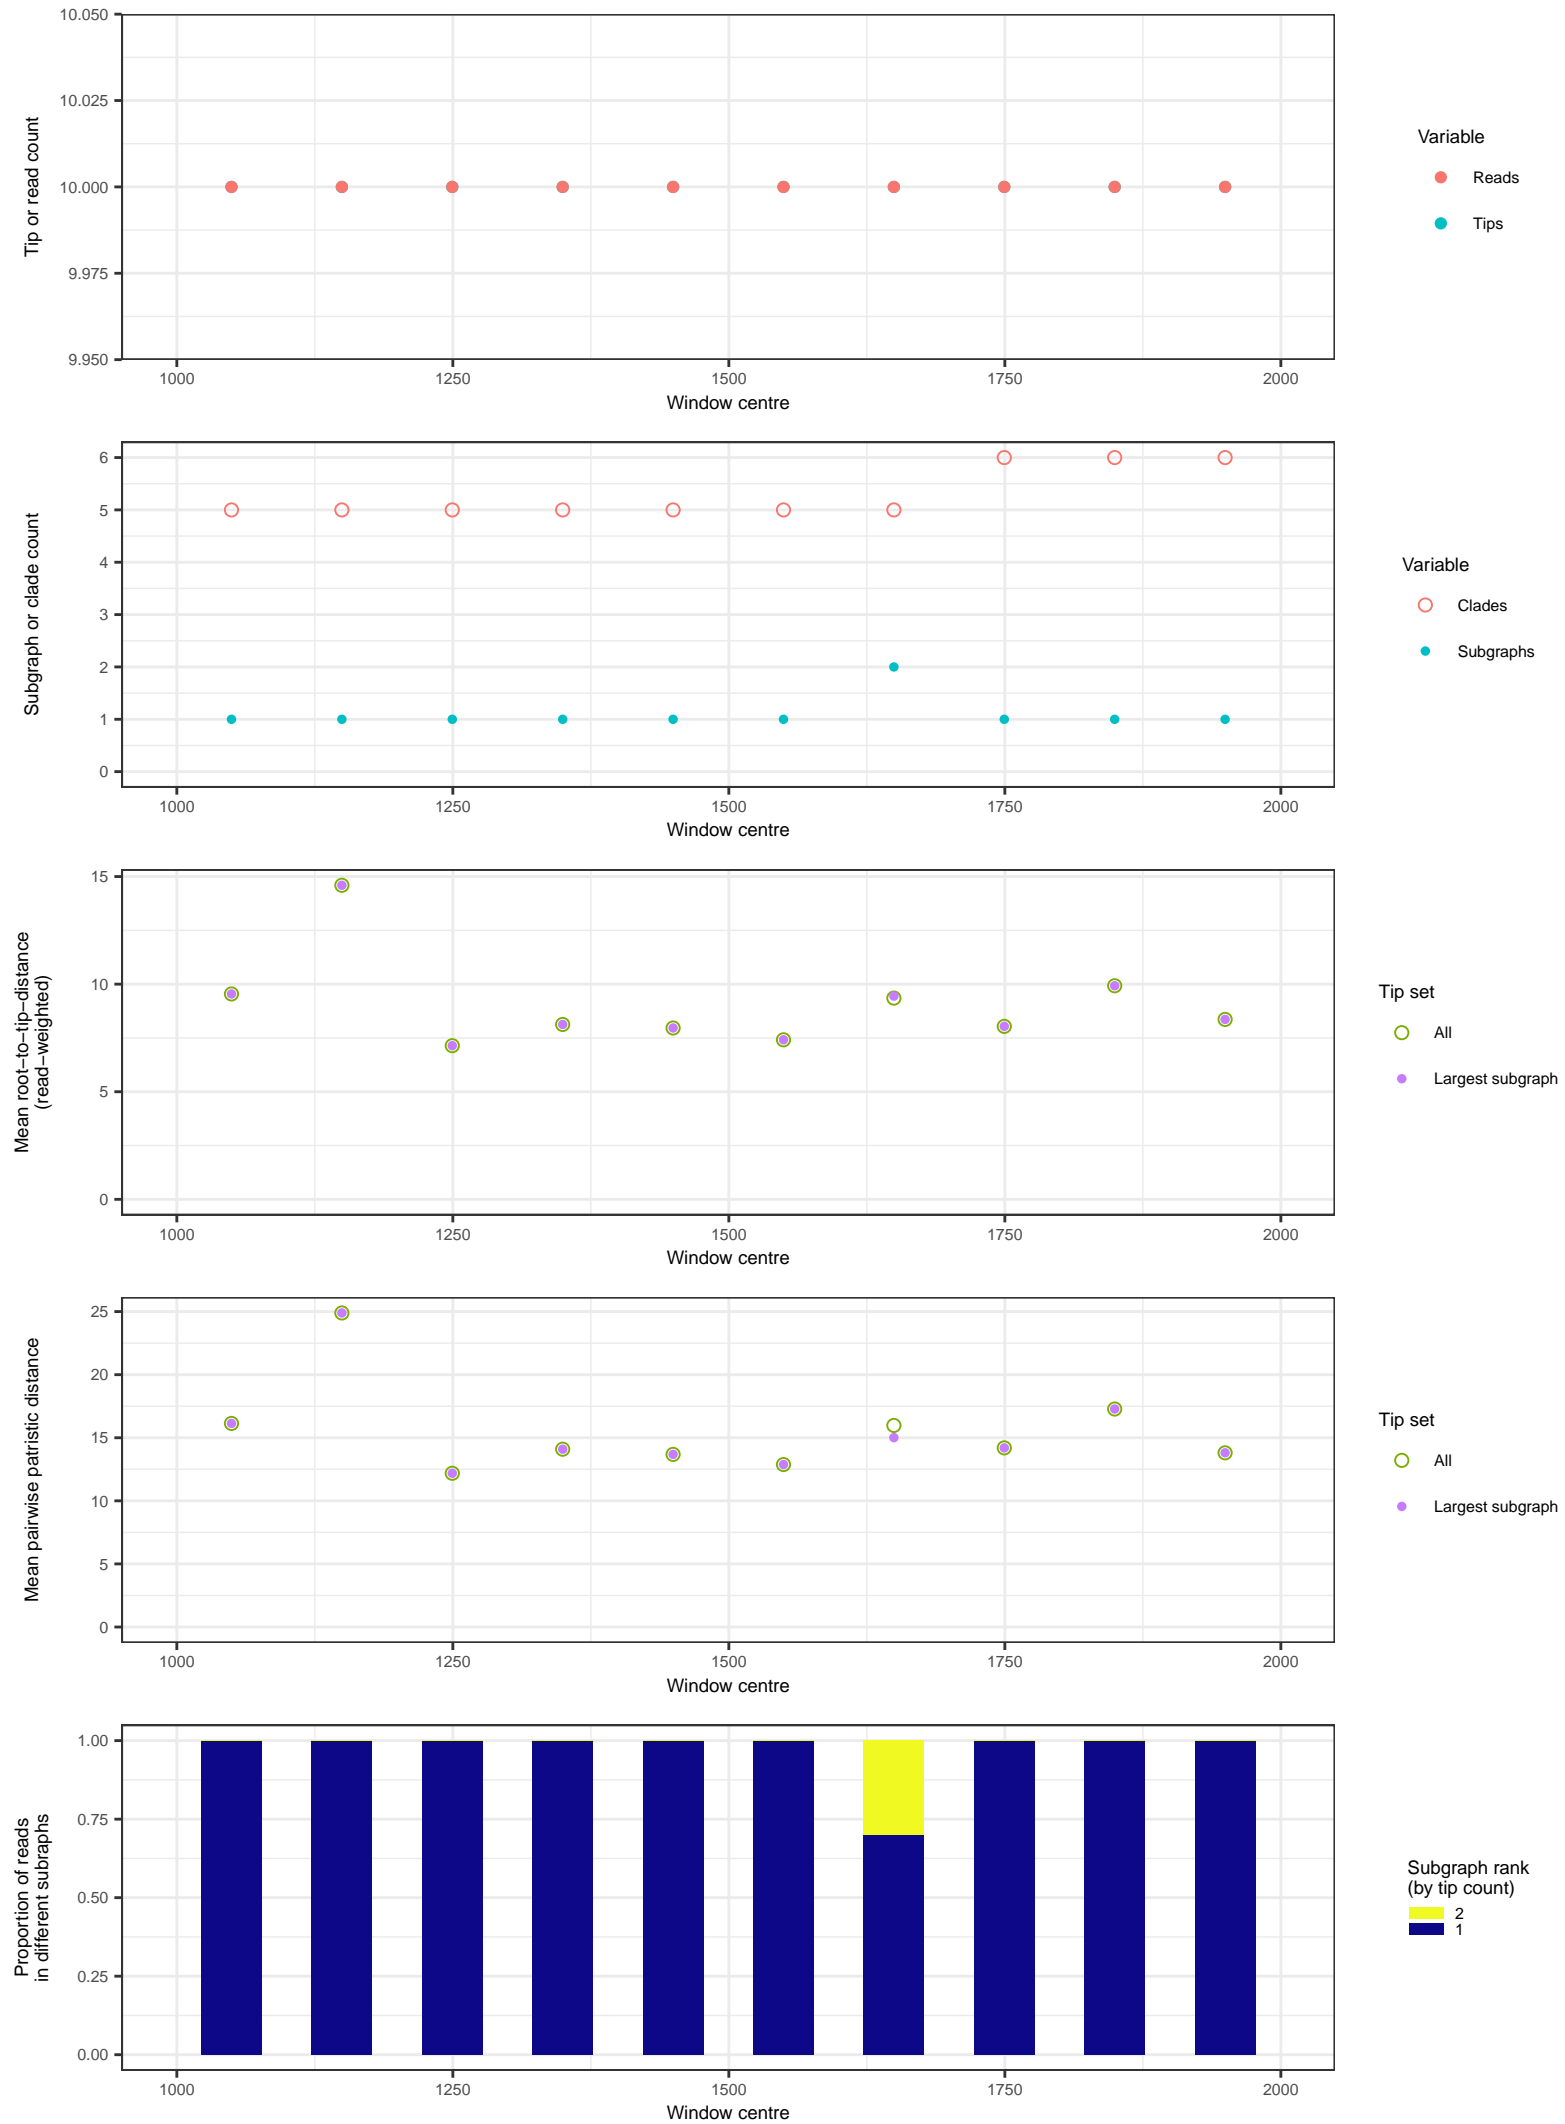 10.050
10.025
10.000
9.975
9.950
Tip or read count
1000 1250 1500 1750 2000
Window centre
Variable
Reads
Tips
6
5
4
3
2
1
0
Subgraph or clade count
1000 1250 1500 1750 2000
Window centre
Variable
Clades
Subgraphs
15
10
5
0
Mean root−to−tip−distance
(read−weighted)
1000 1250 1500 1750 2000
Window centre
Tip set
All
Largest subgraph
25
20
15
10
5
0
Mean pairwise patristic distance
1000 1250 1500 1750 2000
Window centre
Tip set
All
Largest subgraph
1.00
0.75
0.50
0.25
0.00
Proportion of reads
in different subraphs
1000 1250 1500 1750 2000
Window centre
Subgraph rank
(by tip count)
2
1